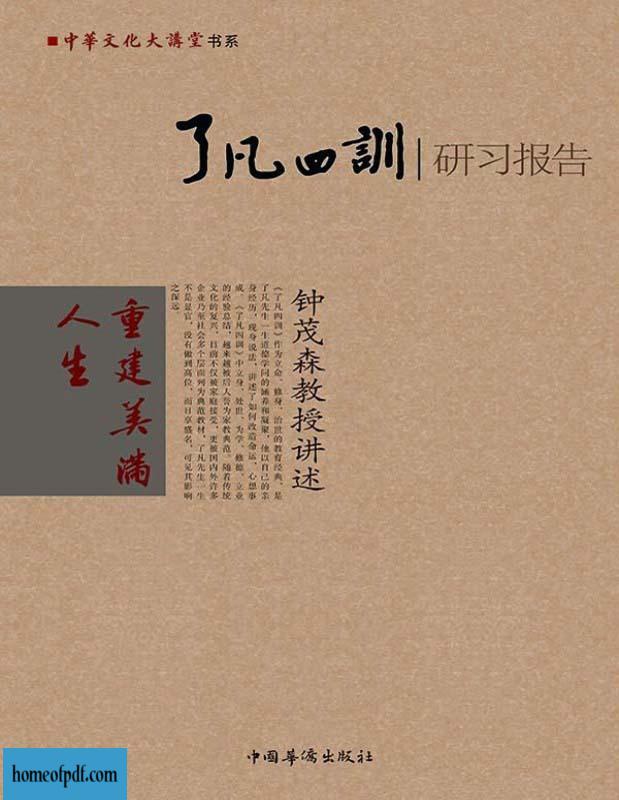 ■中華文化大講堂书系
了凡四訓|研习报告
重建美满
人生
钟茂森教授讲述
《了凡四训》作为立命、修身、治世的教育经典，是
了凡先生一生道德学问的涵养和凝聚，他以自己的亲
身经历，现身说法，讲述了如何改造命运、心想事
成。《了凡四训》中立身、处世、为学、修德、立业
的经验总结，越来越被后人誉为家教典范。随着传统
文化的复兴，目前不仅被家庭接受，更被国内外许多
企业乃至社会多个层面列为典范教材。了凡先生一生
不是显官，没有做到高位，而日享盛名，可见其影响
之深远。
中国華僑出版社
homeofpdf.com